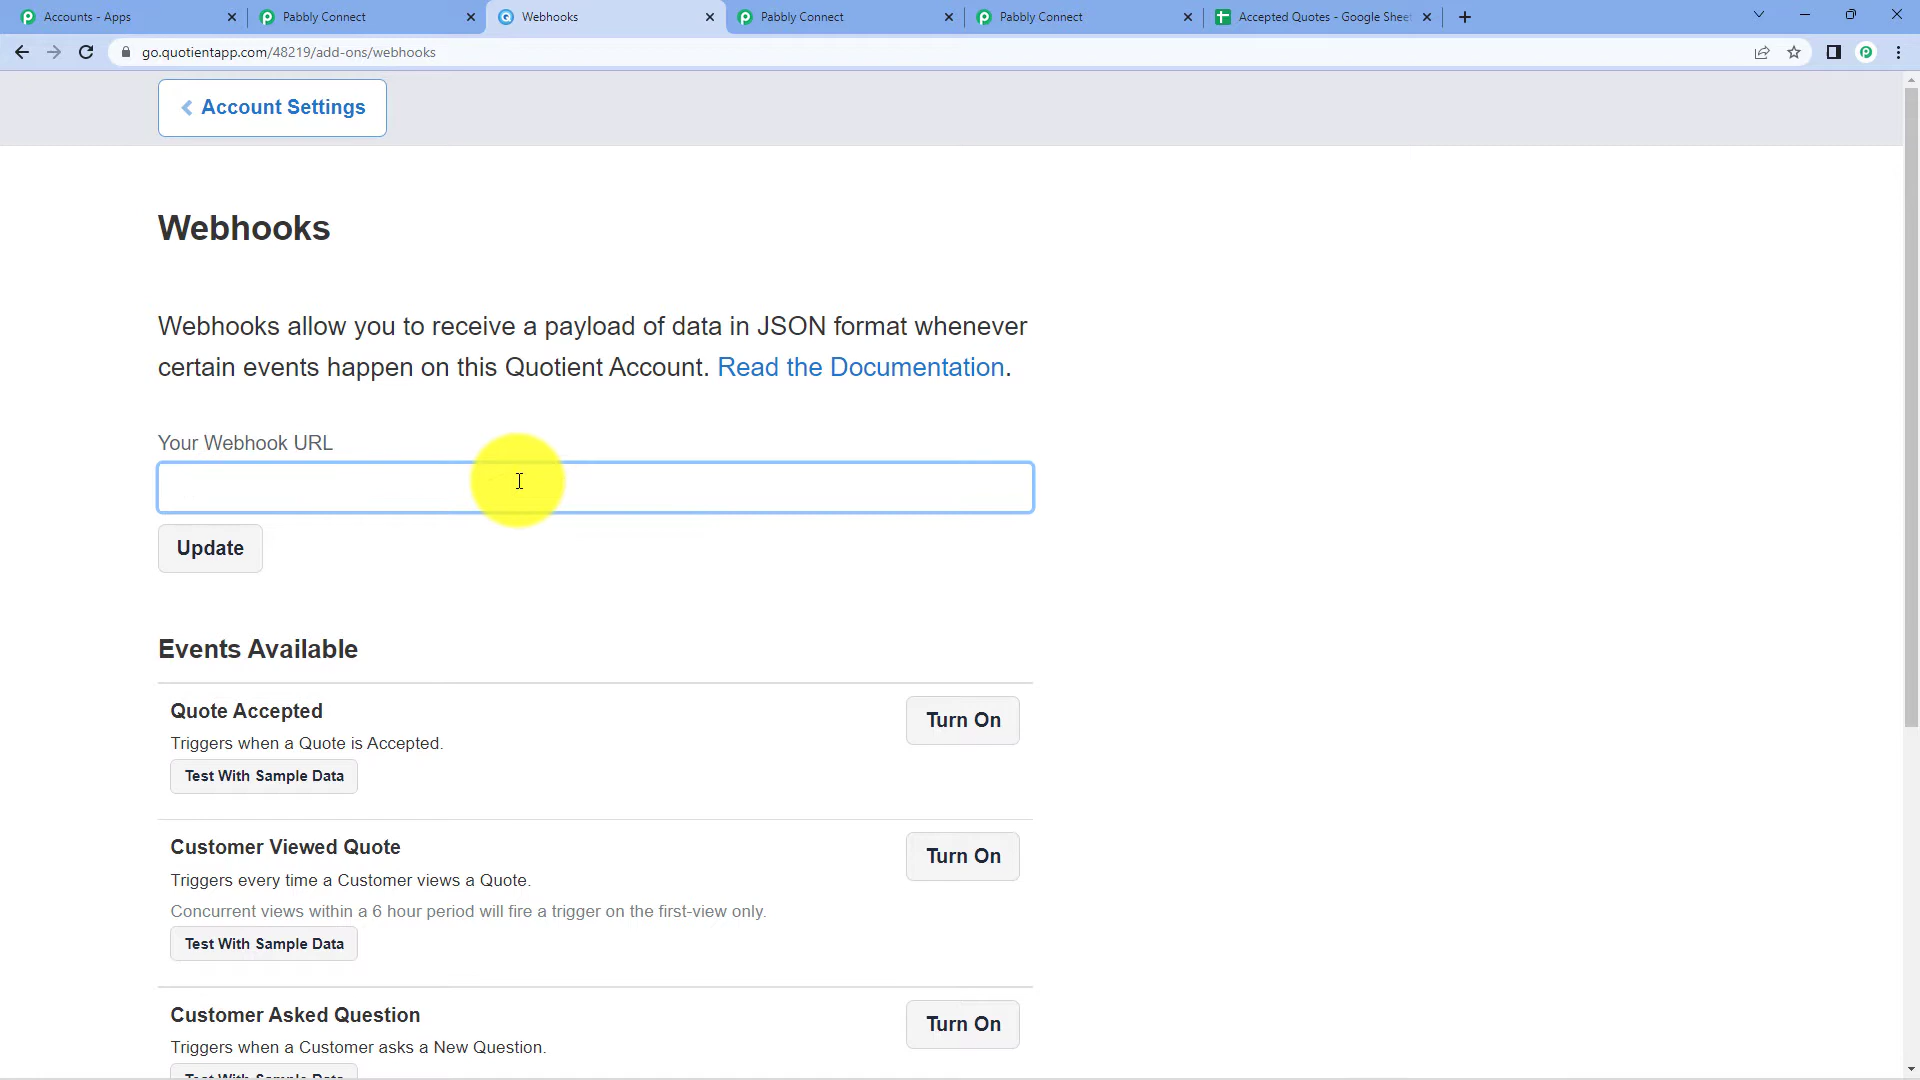 Accounts - Apps
Pabbly Connect
Webhooks
Pabbly Connect
Pabbly Connect
Accepted Quotes - Google Sheet
go.quotientapp.com/48219/add-ons/webhooks
Account Settings
Webhooks
Webhooks allow you to receive a payload of data in JSON format whenever
certain events happen on this Quotient Account. Read the Documentation.
Your Webhook URL
Update
Events Available
Quote Accepted
Turn On
Triggers when a Quote is Accepted.
Test With Sample Data
Customer Viewed Quote
Turn On
Triggers every time a Customer views a Quote.
Concurrent views within a 6 hour period will fire a trigger on the first-view only.
Test With Sample Data
Customer Asked Question
Turn On
Triggers when a Customer asks a New Question.
Test With Sample Data